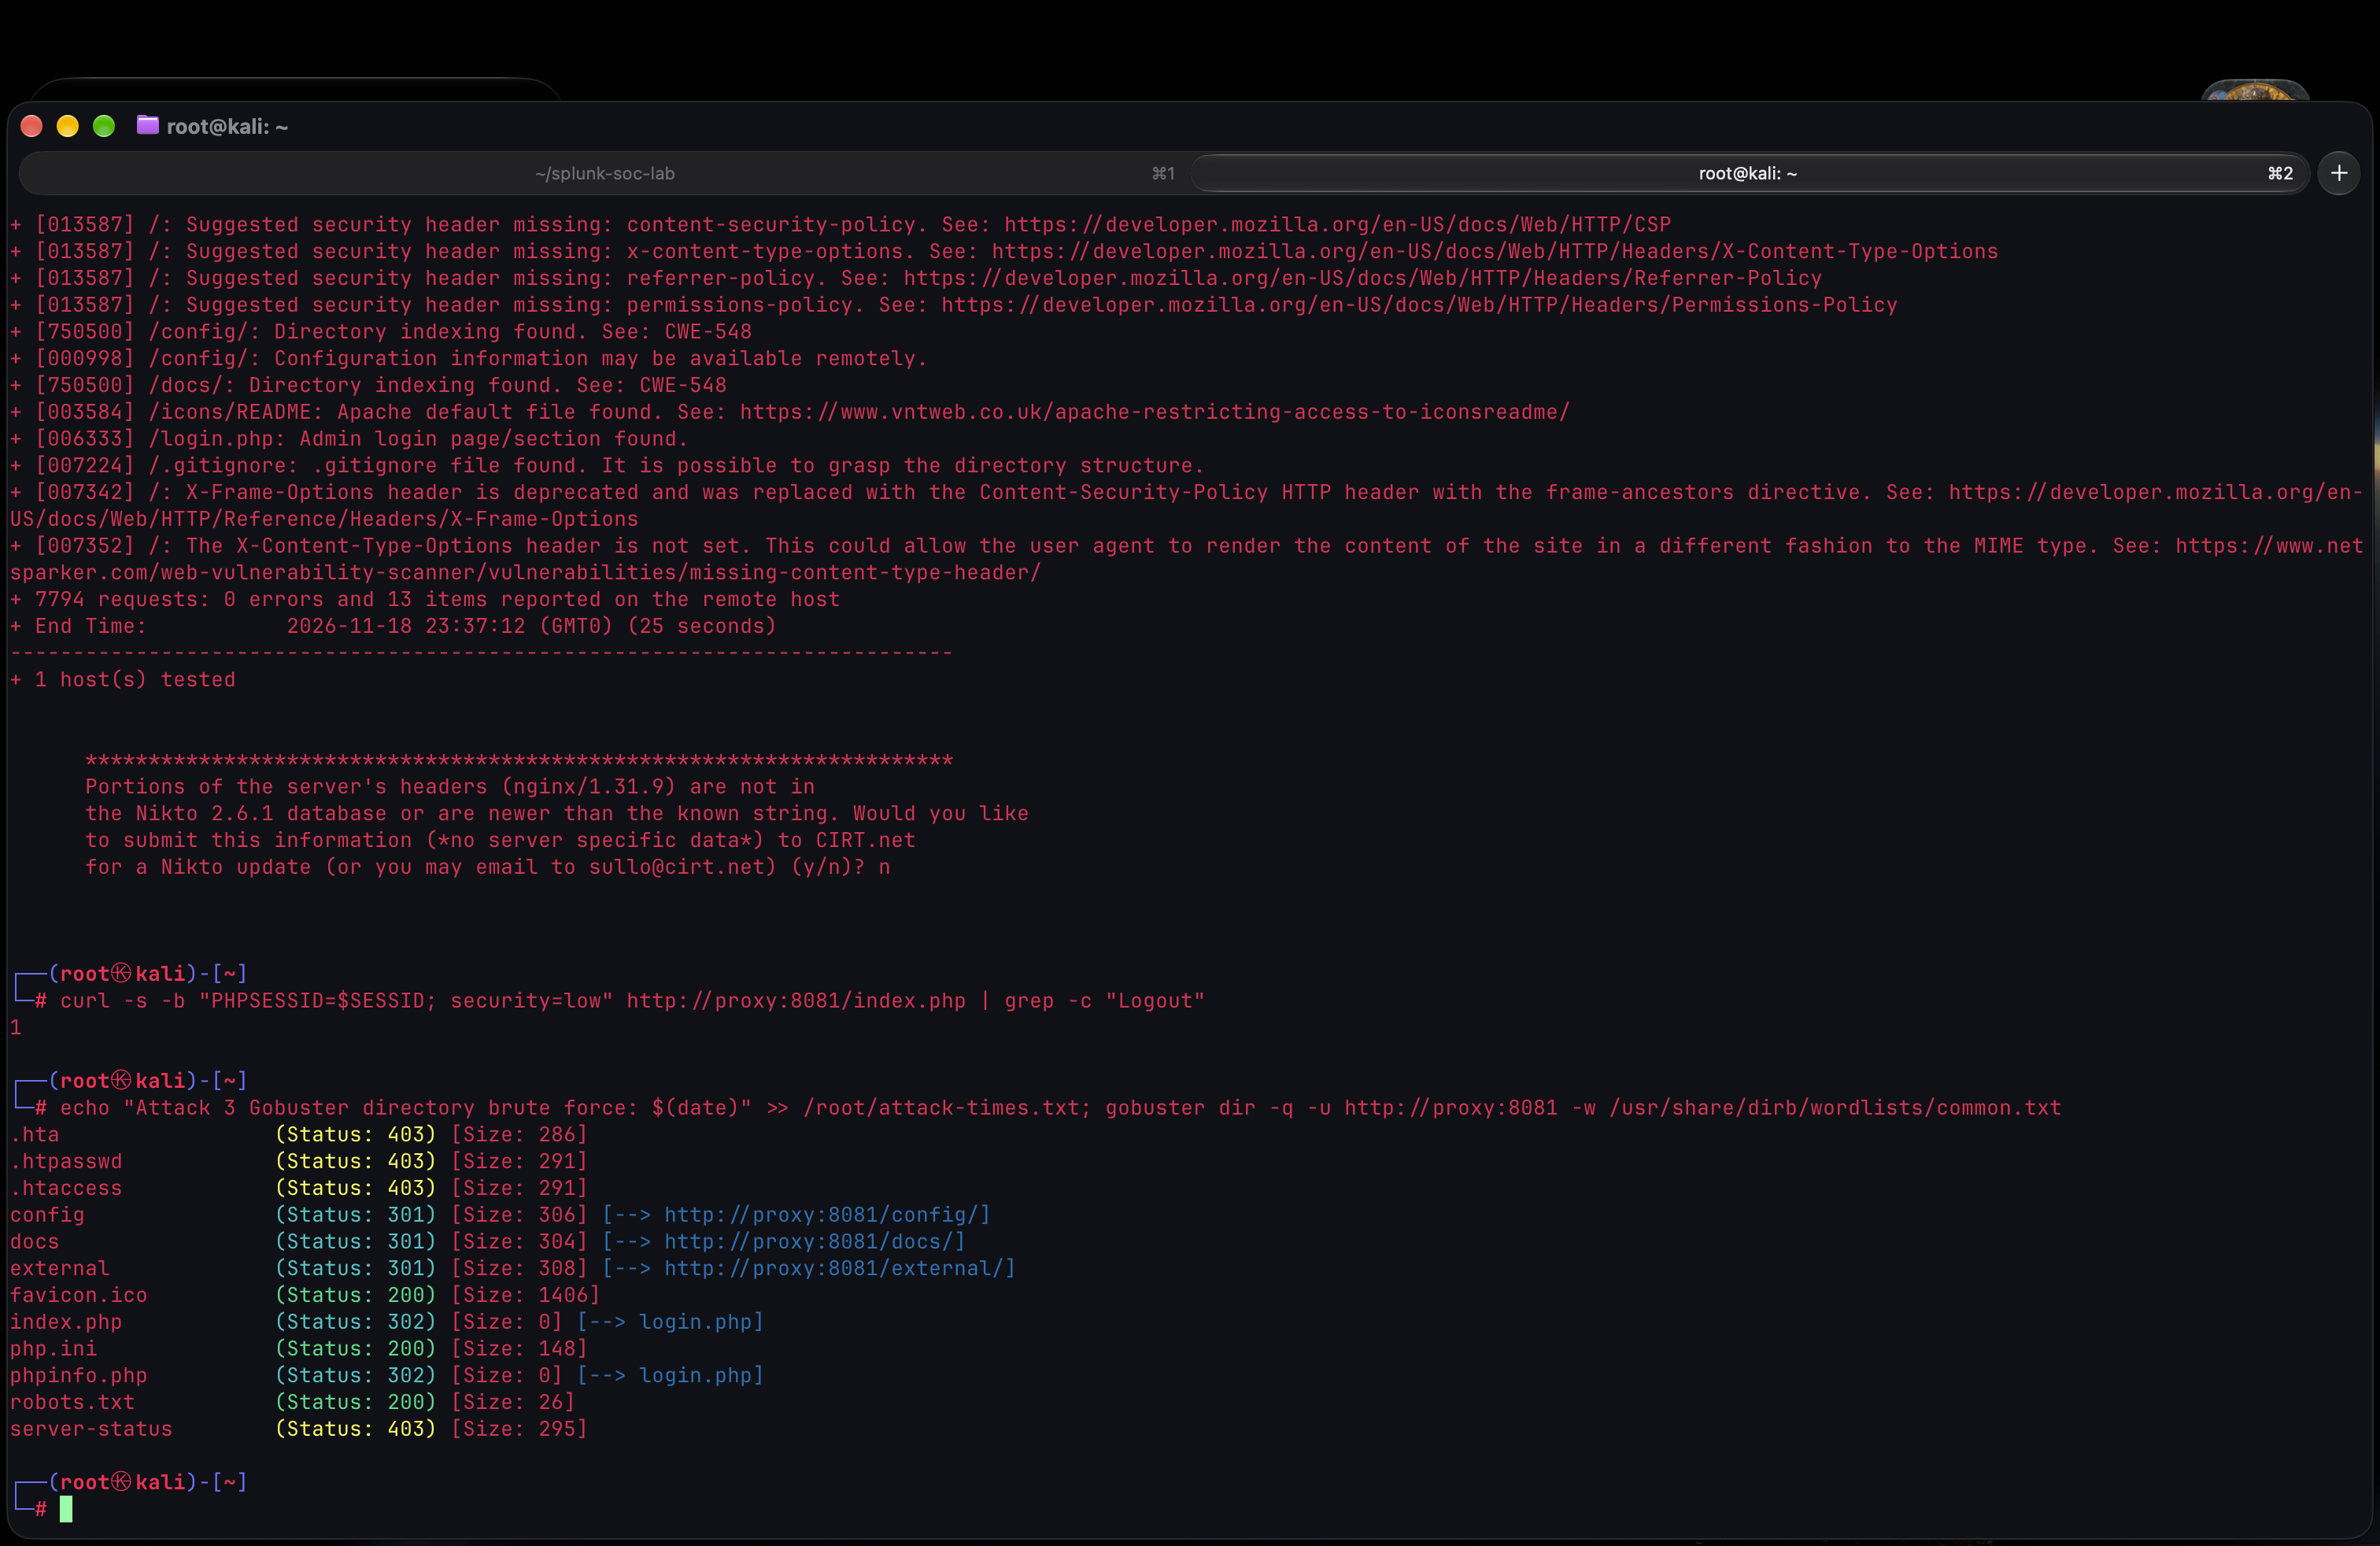 root@kali: ~
~/splunk-soc-lab ⌘1 root@kali: ~ ⌘2 +
+ [013587] /: Suggested security header missing: content-security-policy. See: https://developer.mozilla.org/en-US/docs/Web/HTTP/CSP
+ [013587] /: Suggested security header missing: x-content-type-options. See: https://developer.mozilla.org/en-US/docs/Web/HTTP/Headers/X-Content-Type-Options
+ [013587] /: Suggested security header missing: referrer-policy. See: https://developer.mozilla.org/en-US/docs/Web/HTTP/Headers/Referrer-Policy
+ [013587] /: Suggested security header missing: permissions-policy. See: https://developer.mozilla.org/en-US/docs/Web/HTTP/Headers/Permissions-Policy
+ [750500] /config/: Directory indexing found. See: CWE-548
+ [000998] /config/: Configuration information may be available remotely.
+ [750500] /docs/: Directory indexing found. See: CWE-548
+ [003584] /icons/README: Apache default file found. See: https://www.vntweb.co.uk/apache-restricting-access-to-iconsreadme/
+ [006333] /login.php: Admin login page/section found.
+ [007224] /.gitignore: .gitignore file found. It is possible to grasp the directory structure.
+ [007342] /: X-Frame-Options header is deprecated and was replaced with the Content-Security-Policy HTTP header with the frame-ancestors directive. See: https://developer.mozilla.org/en-
US/docs/Web/HTTP/Reference/Headers/X-Frame-Options
+ [007352] /: The X-Content-Type-Options header is not set. This could allow the user agent to render the content of the site in a different fashion to the MIME type. See: https://www.net
sparker.com/web-vulnerability-scanner/vulnerabilities/missing-content-type-header/
+ 7794 requests: 0 errors and 13 items reported on the remote host
+ End Time:           2026-11-18 23:37:12 (GMT0) (25 seconds)
---------------------------------------------------------------------------
+ 1 host(s) tested
*********************************************************************
Portions of the server's headers (nginx/1.31.9) are not in
the Nikto 2.6.1 database or are newer than the known string. Would you like
to submit this information (*no server specific data*) to CIRT.net
for a Nikto update (or you may email to sullo@cirt.net) (y/n)? n
┌──(root㉿kali)-[~]
└─# curl -s -b "PHPSESSID=$SESSID; security=low" http://proxy:8081/index.php | grep -c "Logout"
1
┌──(root㉿kali)-[~]
└─# echo "Attack 3 Gobuster directory brute force: $(date)" >> /root/attack-times.txt; gobuster dir -q -u http://proxy:8081 -w /usr/share/dirb/wordlists/common.txt
.hta                 (Status: 403) [Size: 286]
.htpasswd            (Status: 403) [Size: 291]
.htaccess            (Status: 403) [Size: 291]
config               (Status: 301) [Size: 306] [--> http://proxy:8081/config/]
docs                 (Status: 301) [Size: 304] [--> http://proxy:8081/docs/]
external             (Status: 301) [Size: 308] [--> http://proxy:8081/external/]
favicon.ico          (Status: 200) [Size: 1406]
index.php            (Status: 302) [Size: 0] [--> login.php]
php.ini              (Status: 200) [Size: 148]
phpinfo.php          (Status: 302) [Size: 0] [--> login.php]
robots.txt           (Status: 200) [Size: 26]
server-status        (Status: 403) [Size: 295]
┌──(root㉿kali)-[~]
└─#